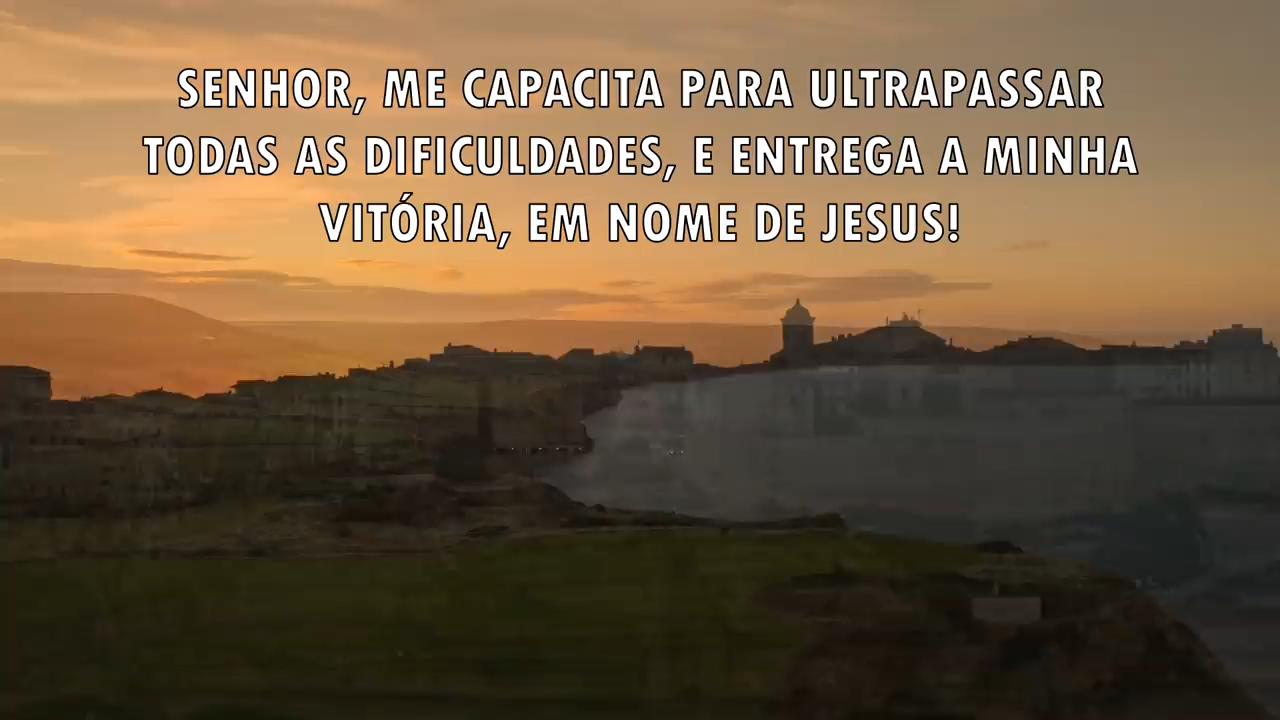 SENHOR, ME CAPACITA PARA ULTRAPASSAR
TODAS AS DIFICULDADES, E ENTREGA A MINHA
VITÓRIA, EM NOME DE JESUS!